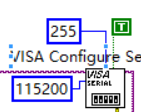 255
T
VISA Configure Se
VISA
SERIAL
115200